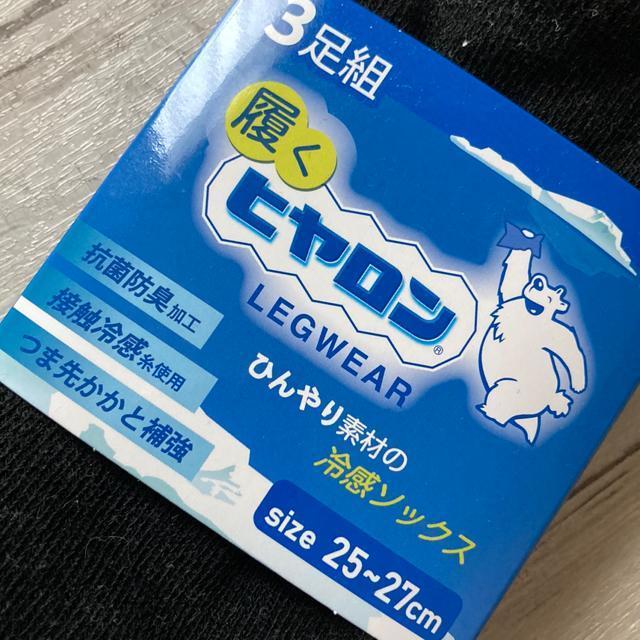 3足組
履く
ヒヤロン®
LEGWEAR
抗菌防臭加工
接触冷感糸使用
つま先かかと補強
ひんやり素材の
冷感ソックス
size 25~27cm